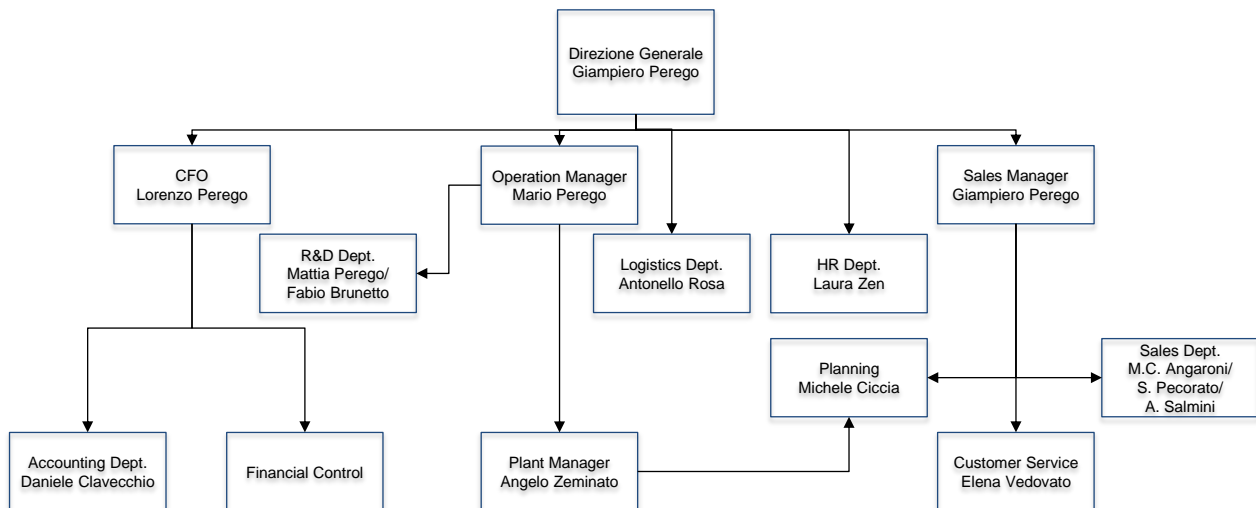 Direzione Generale
Giampiero Perego
CFO
Lorenzo Perego
Operation Manager
Mario Perego
Sales Manager
Giampiero Perego
R&D Dept.
Mattia Perego/
Fabio Brunetto
Logistics Dept.
Antonello Rosa
HR Dept.
Laura Zen
Planning
Michele Ciccia
Sales Dept.
M.C. Angaroni/
S. Pecorato/
A. Salmini
Accounting Dept.
Daniele Clavecchio
Financial Control
Plant Manager
Angelo Zeminato
Customer Service
Elena Vedovato